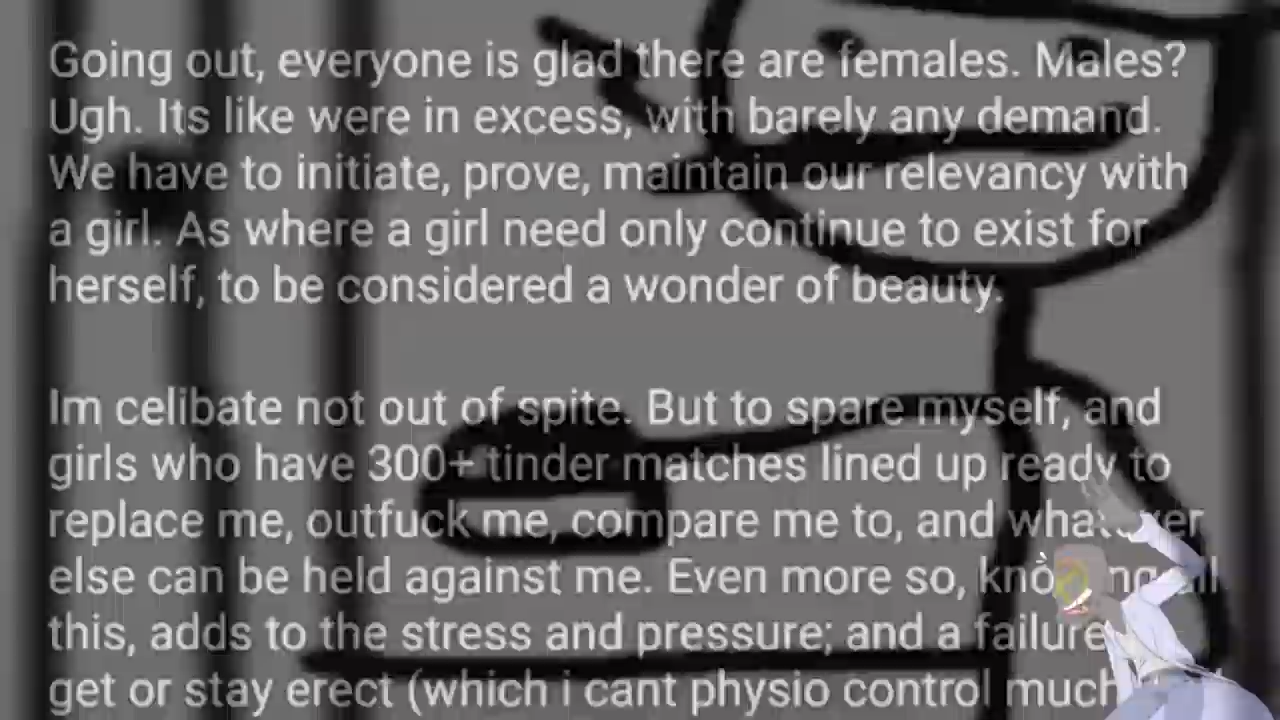 Going out, everyone is glad there are females. Males?
Ugh. Its like were in excess, with barely any demand.
We have to initiate, prove, maintain our relevancy with
a girl. As where a girl need only continue to exist for
herself, to be considered a wonder of beauty.
Im celibate not out of spite. But to spare myself, and
girls who have 300+ tinder matches lined up ready to
replace me, outfuck me, compare me to, and whatever
else can be held against me. Even more so, knowing all
this, adds to the stress and pressure; and a failure
get or stay erect (which i cant physio control much